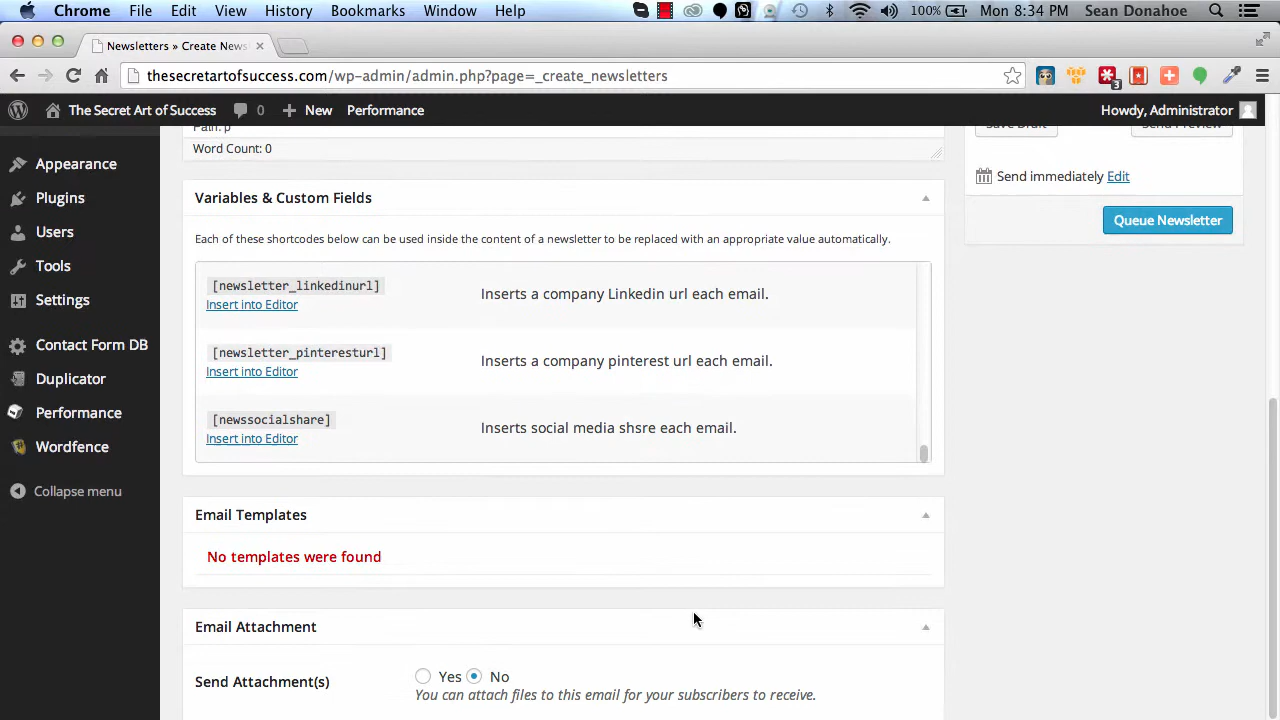 Chrome File Edit View History Bookmarks Window Help 100% Mon 8:34 PM Sean Donahoe
Newsletters » Create News
thesecretartofsuccess.com/wp-admin/admin.php?page=_create_newsletters
3
The Secret Art of Success 0 New Performance Howdy, Administrator
Path: p
Save Draft Send Preview
Word Count: 0
Appearance
Plugins
Users
Tools
Settings
Contact Form DB
Duplicator
Performance
Wordfence
Collapse menu
Variables & Custom Fields
Each of these shortcodes below can be used inside the content of a newsletter to be replaced with an appropriate value automatically.
[newsletter_linkedinurl]
Insert into Editor
Inserts a company Linkedin url each email.
[newsletter_pinteresturl]
Insert into Editor
Inserts a company pinterest url each email.
[newssocialshare]
Insert into Editor
Inserts social media shsre each email.
Email Templates
No templates were found
Email Attachment
Send Attachment(s)
Yes No
You can attach files to this email for your subscribers to receive.
Send immediately Edit
Queue Newsletter